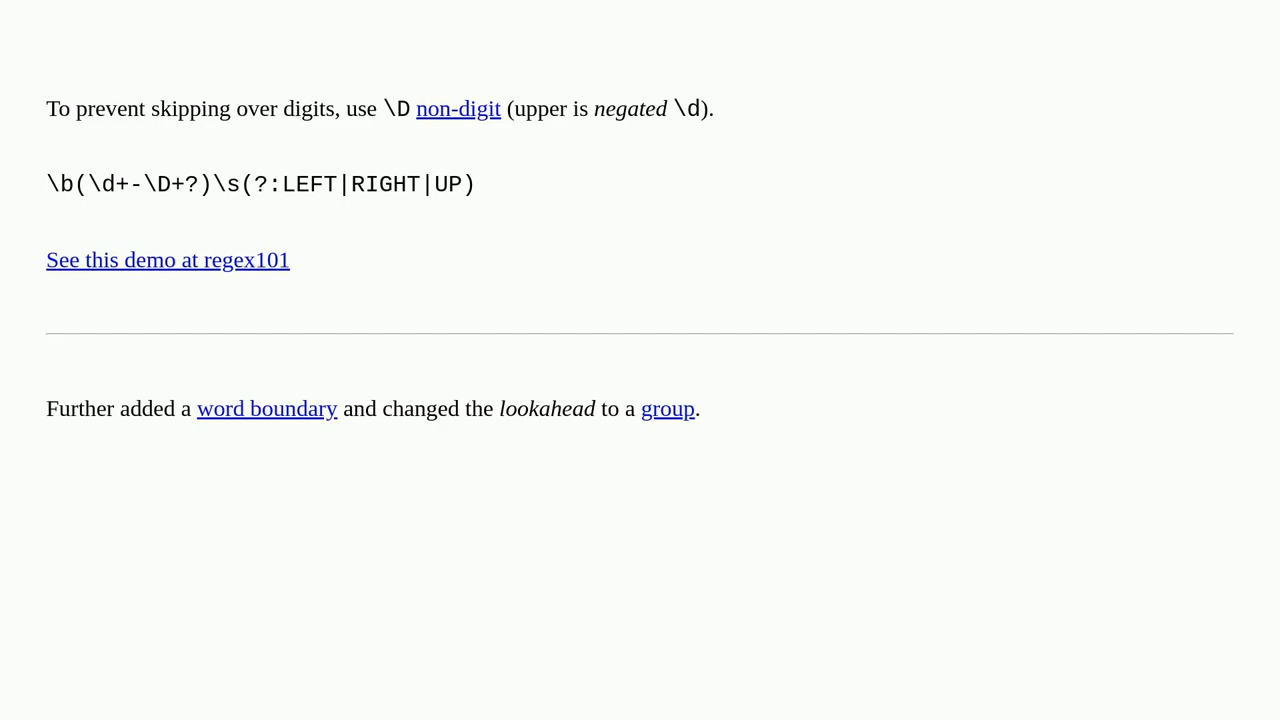 To prevent skipping over digits, use \D non-digit (upper is negated \d).
\b(\d+-\D+?)\s(?:LEFT|RIGHT|UP)
See this demo at regex101
Further added a word boundary and changed the lookahead to a group.